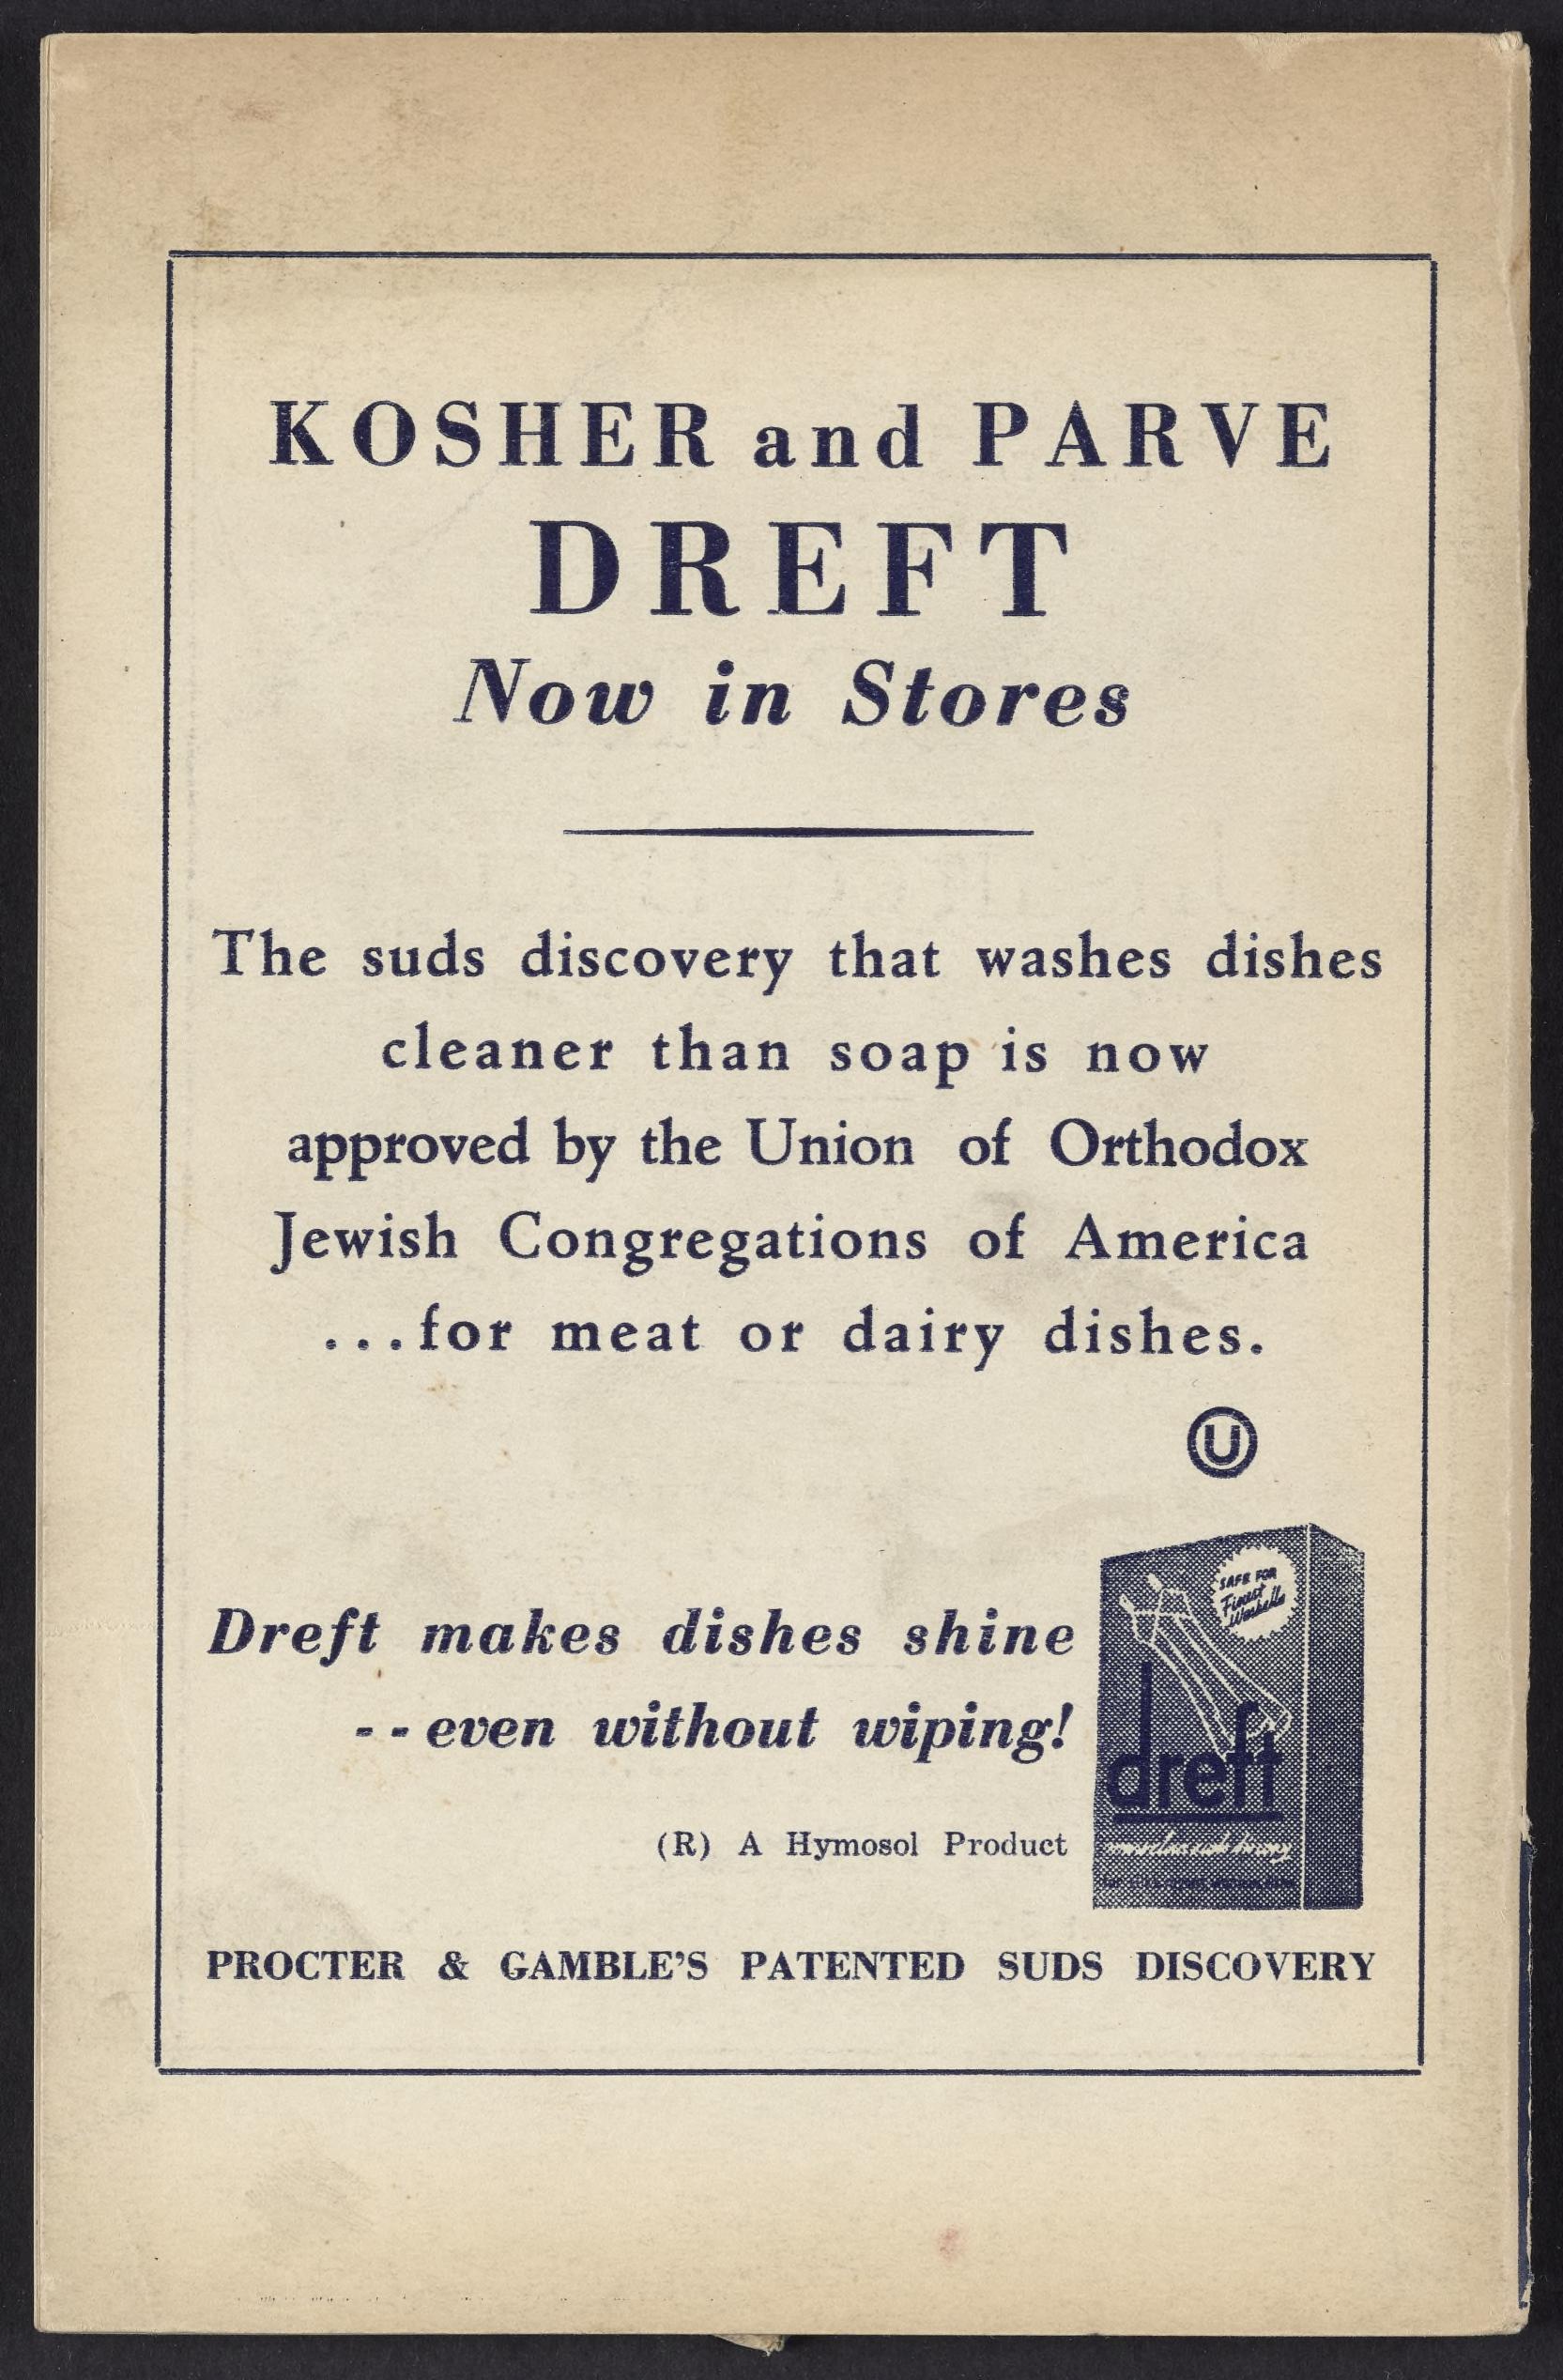 KOSHER and PARVE
DREFT
Now in Stores
The suds discovery that washes dishes
cleaner than soap is now
approved by the Union of Orthodox
Jewish Congregations of America
...for meat or dairy dishes.
Ⓤ
SAFE FOR
Finest
Washables
Dreft makes dishes shine
--even without wiping!
dreft
(R) A Hymosol Product
PROCTER & GAMBLE'S PATENTED SUDS DISCOVERY